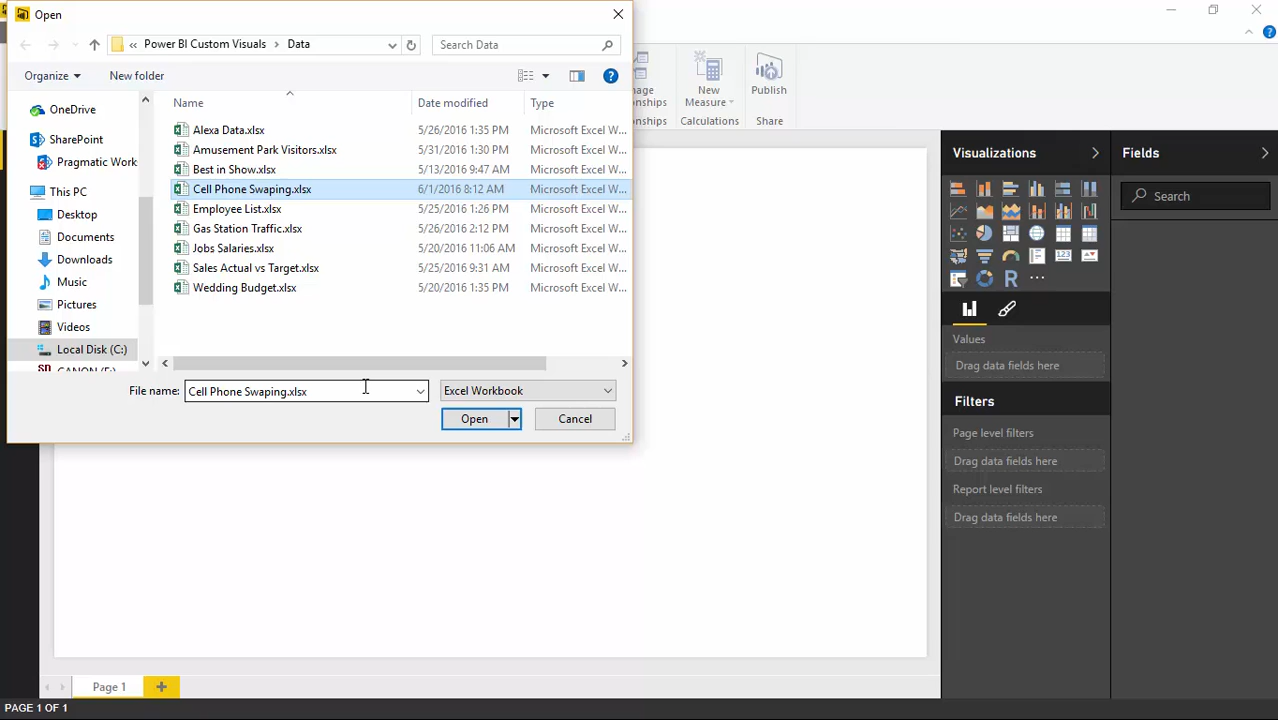 Open
Power BI Custom Visuals
Data
Search Data
Organize
New folder
OneDrive
SharePoint
Pragmatic Work
This PC
Desktop
Documents
Downloads
Music
Pictures
Videos
Local Disk (C:)
Name
Date modified
Type
Alexa Data.xlsx
5/26/2016 1:35 PM
Microsoft Excel W...
Amusement Park Visitors.xlsx
5/31/2016 1:30 PM
Microsoft Excel W...
Best in Show.xlsx
5/13/2016 9:47 AM
Microsoft Excel W...
Cell Phone Swaping.xlsx
6/1/2016 8:12 AM
Microsoft Excel W...
Employee List.xlsx
5/25/2016 1:26 PM
Microsoft Excel W...
Gas Station Traffic.xlsx
5/26/2016 2:12 PM
Microsoft Excel W...
Jobs Salaries.xlsx
5/20/2016 11:06 AM
Microsoft Excel W...
Sales Actual vs Target.xlsx
5/25/2016 9:31 AM
Microsoft Excel W...
Wedding Budget.xlsx
5/20/2016 1:35 PM
Microsoft Excel W...
File name:
Cell Phone Swaping.xlsx
Excel Workbook
Open
Cancel
New
Measure
Calculations
Publish
Share
Visualizations
Values
Drag data fields here
Filters
Page level filters
Drag data fields here
Report level filters
Drag data fields here
Fields
Search
Page 1
PAGE 1 OF 1